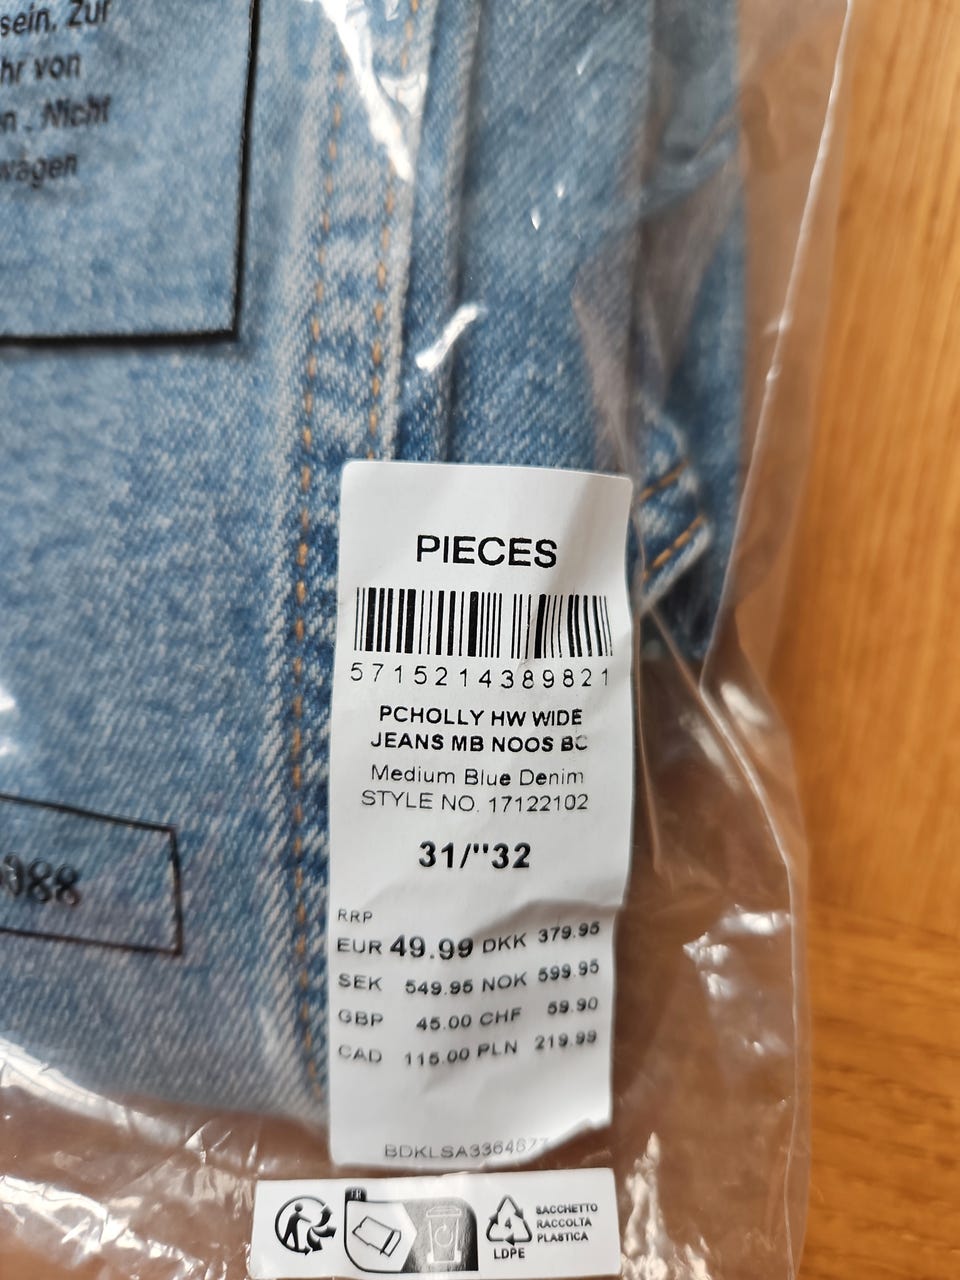 sein. Zur
hr von
n . Nicht
wagen
PIECES
5715214389821
PCHOLLY HW WIDE
JEANS MB NOOS BC
Medium Blue Denim
STYLE NO. 17122102
31/"32
RRP
EUR 49.99 DKK 379.95
SEK 549.95 NOK 599.95
GBP 45.00 CHF 59.90
CAD 115.00 PLN 219.99
088
FR
4
LDPE
SACCHETTO
RACCOLTA
PLASTICA